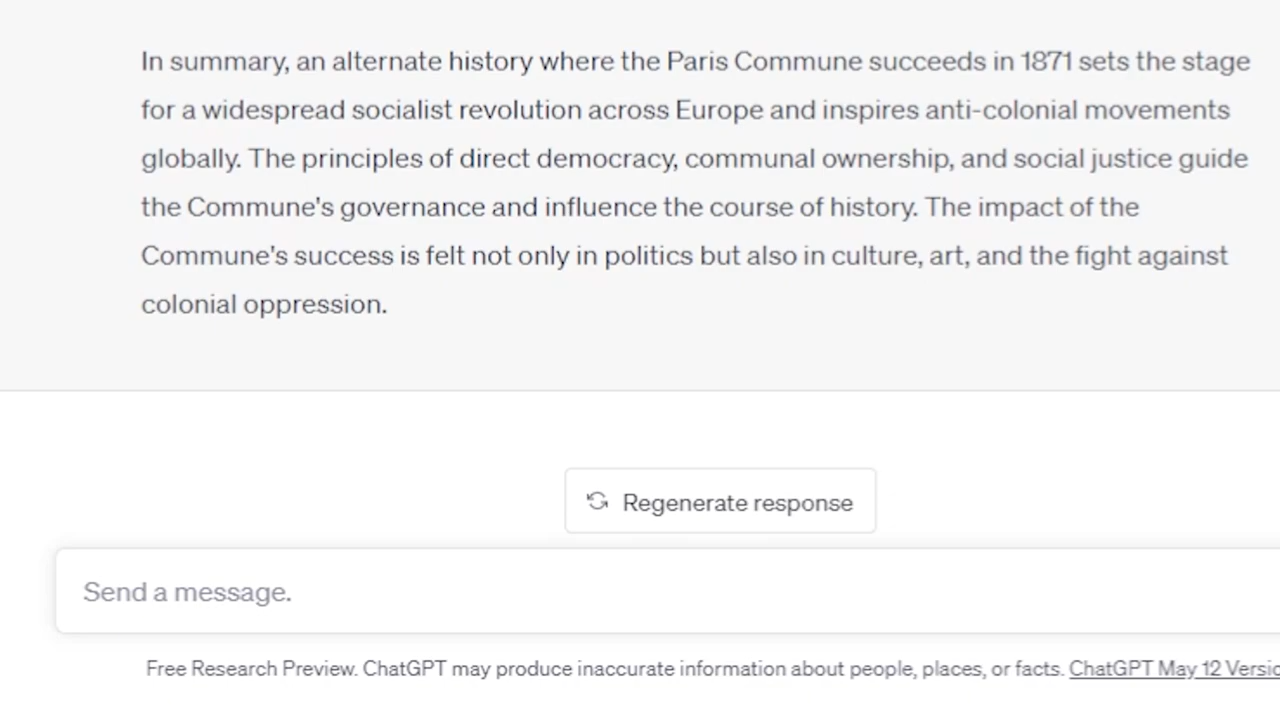 In summary, an alternate history where the Paris Commune succeeds in 1871 sets the stage
for a widespread socialist revolution across Europe and inspires anti-colonial movements
globally. The principles of direct democracy, communal ownership, and social justice guide
the Commune's governance and influence the course of history. The impact of the
Commune's success is felt not only in politics but also in culture, art, and the fight against
colonial oppression.
Regenerate response
Send a message.
Free Research Preview. ChatGPT may produce inaccurate information about people, places, or facts. ChatGPT May 12 Versio